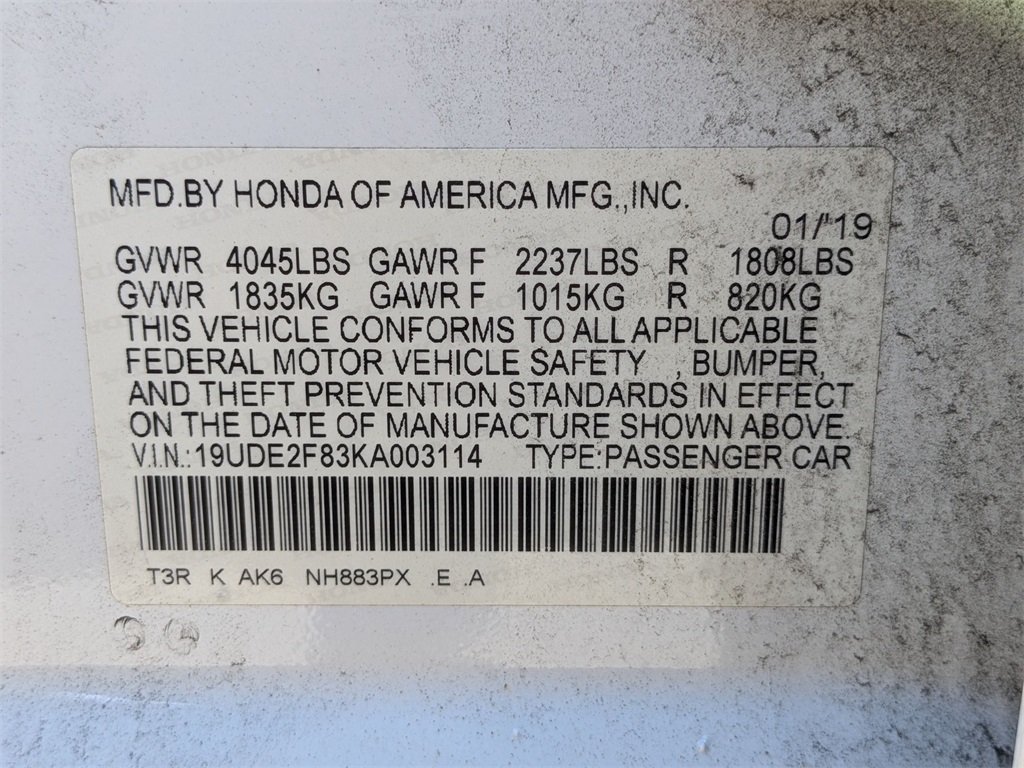 MFD.BY HONDA OF AMERICA MFG.,INC.
01/'19
GVWR 4045LBS GAWR F 2237LBS R 1808LBS
GVWR 1835KG GAWR F 1015KG R 820KG
THIS VEHICLE CONFORMS TO ALL APPLICABLE
FEDERAL MOTOR VEHICLE SAFETY , BUMPER,
AND THEFT PREVENTION STANDARDS IN EFFECT
ON THE DATE OF MANUFACTURE SHOWN ABOVE.
V.I.N.:19UDE2F83KA003114 TYPE:PASSENGER CAR
T3R K AK6 NH883PX .E .A